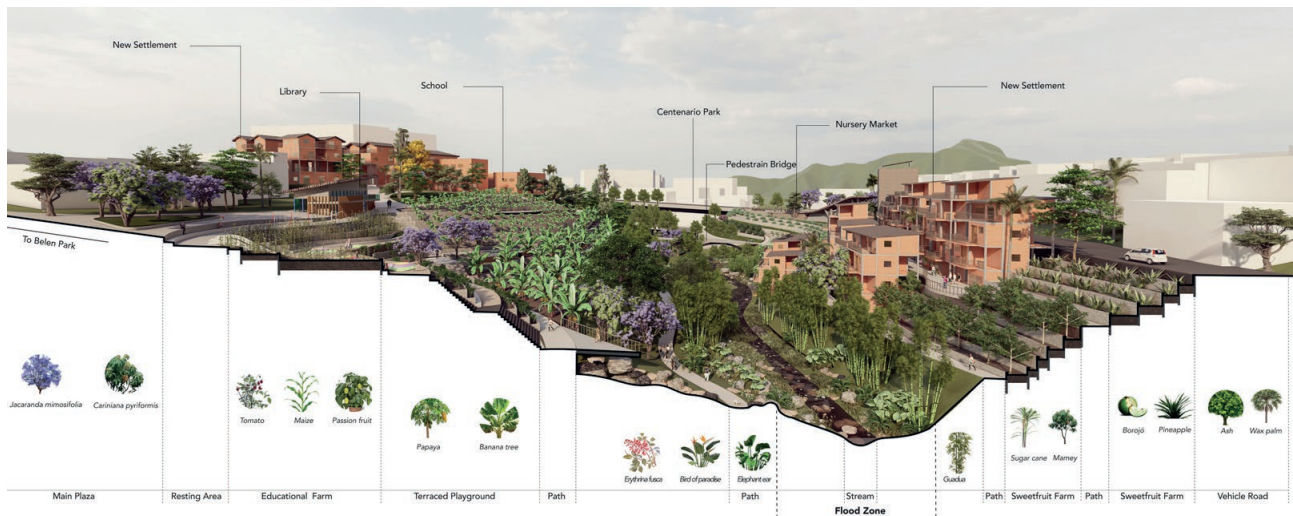 New Settlement
Library
School
Centenario Park
Pedestrain Bridge
Nursery Market
New Settlement
To Belen Park
Jacaranda mimosifolia
Cariniana pyriformis
Tomato
Maize
Passion fruit
Papaya
Banana tree
Erythrina fusca
Bird of paradise
Elephant ear
Guadua
Sugar cane
Mamey
Borojó
Pineapple
Ash
Wax palm
Main Plaza
Resting Area
Educational Farm
Terraced Playground
Path
Path
Stream
Path
Sweetfruit Farm
Path
Sweetfruit Farm
Vehicle Road
Flood Zone